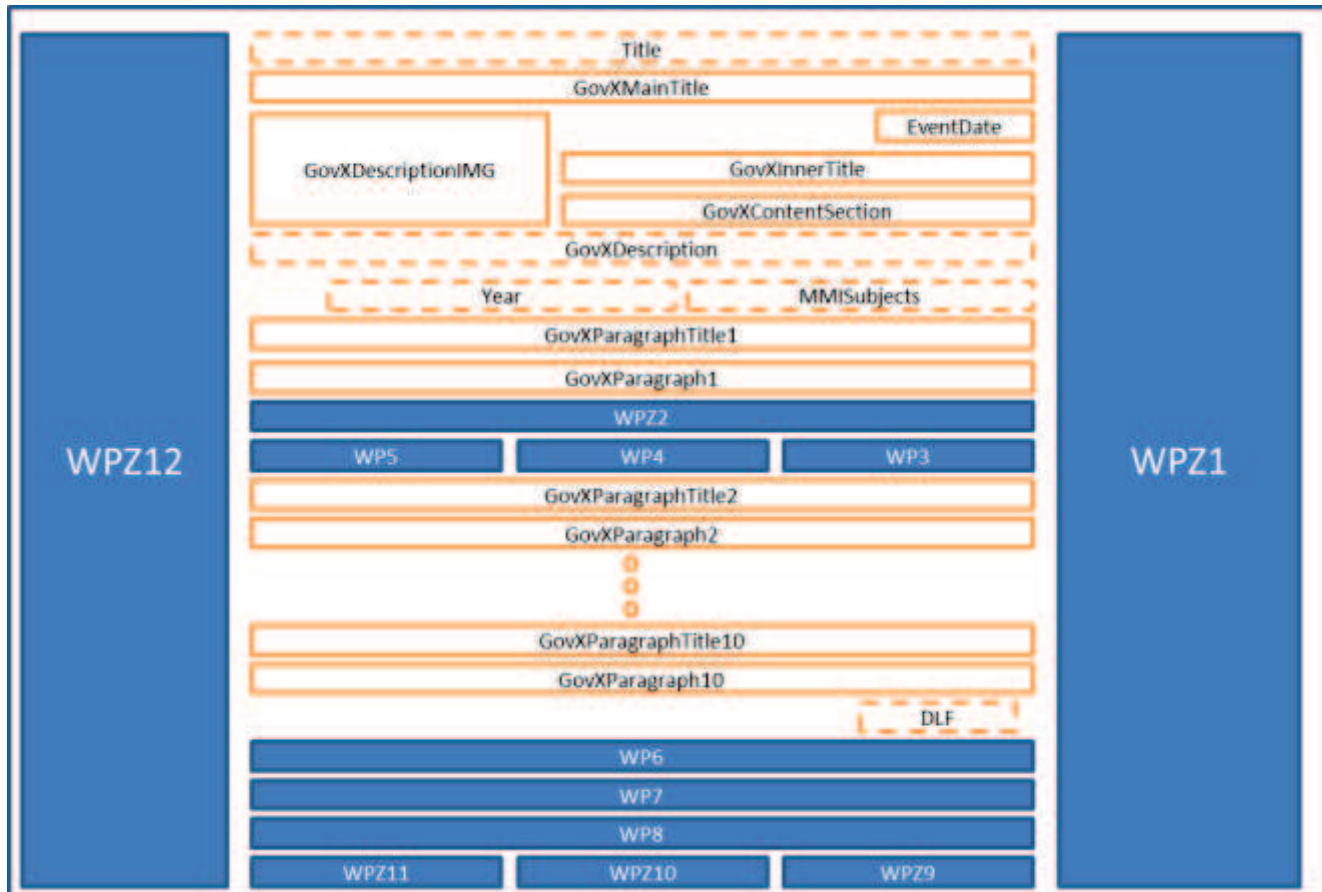 Title
GovXMainTitle
EventDate
GovXDescriptionIMG
GovXInnerTitle
GovXContentSection
GovXDescription
Year MMISubjects
GovXParagraphTitle1
GovXParagraph1
WPZ2
WPZ12 WP5 WP4 WP3 WPZ1
GovXParagraphTitle2
GovXParagraph2
GovXParagraphTitle10
GovXParagraph10
DLF
WP6
WP7
WP8
WPZ11 WPZ10 WPZ9